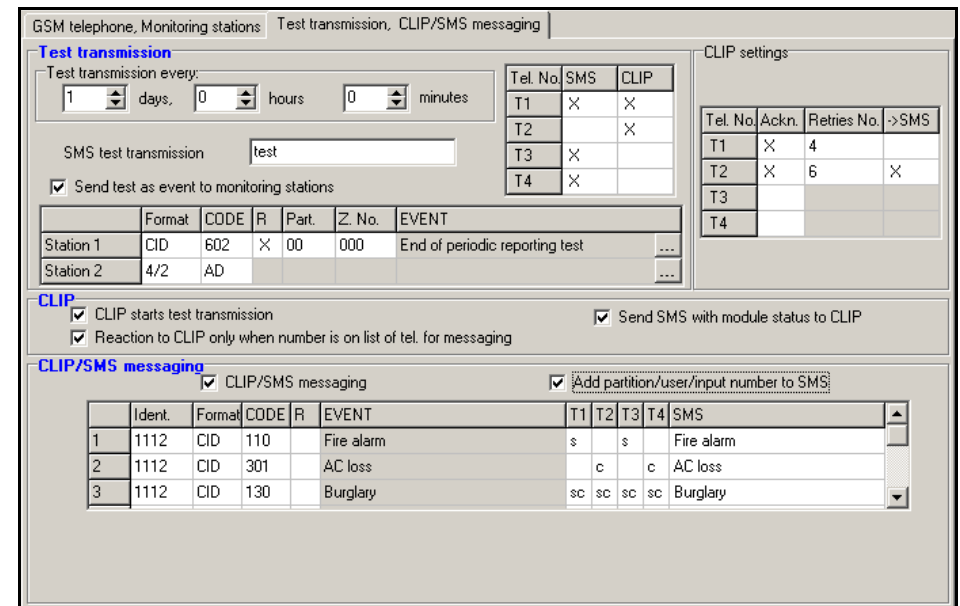 GSM telephone, Monitoring stations Test transmission, CLIP/SMS messaging
Test transmission
Test transmission every:
1 days, 0 hours 0 minutes
SMS test transmission test
Send test as event to monitoring stations
Tel. No. SMS CLIP
T1 X X
T2 X
T3 X
T4 X
Format CODE R Part. Z. No. EVENT
Station 1 CID 602 X 00 000 End of periodic reporting test ...
Station 2 4/2 AD ...
CLIP settings
Tel. No. Ackn. Retries No. ->SMS
T1 X 4
T2 X 6 X
T3
T4
CLIP
CLIP starts test transmission Send SMS with module status to CLIP
Reaction to CLIP only when number is on list of tel. for messaging
CLIP/SMS messaging
CLIP/SMS messaging Add partition/user/input number to SMS
Ident. Format CODE R EVENT T1 T2 T3 T4 SMS
1 1112 CID 110 Fire alarm s s Fire alarm
2 1112 CID 301 AC loss c c AC loss
3 1112 CID 130 Burglary sc sc sc sc Burglary